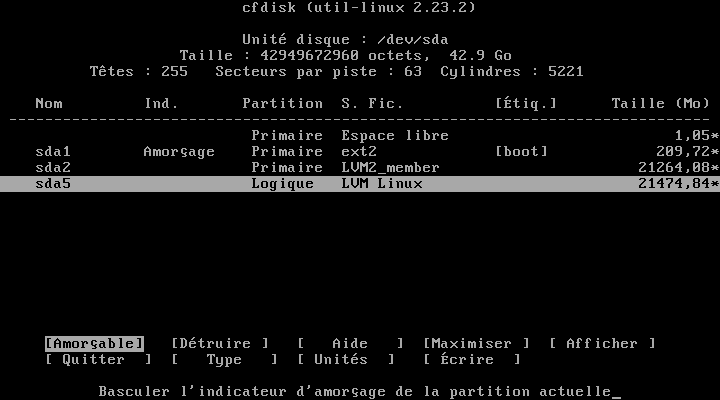 cfdisk (util-linux 2.23.2)
Unité disque : /dev/sda
Taille : 42949672960 octets, 42.9 Go
Têtes : 255 Secteurs par piste : 63 Cylindres : 5221
Nom Ind. Partition S. Fic. [Étiq.] Taille (Mo)
--------------------------------------------------------------------------------
Primaire Espace libre 1,05*
sda1 Amorçage Primaire ext2 [boot] 209,72*
sda2 Primaire LVM2_member 21264,08*
sda5 Logique LVM Linux 21474,84*
[Amorçable] [Détruire ] [ Aide ] [Maximiser ] [ Afficher ]
[ Quitter ] [ Type ] [ Unités ] [ Écrire ]
Basculer l'indicateur d'amorçage de la partition actuelle_